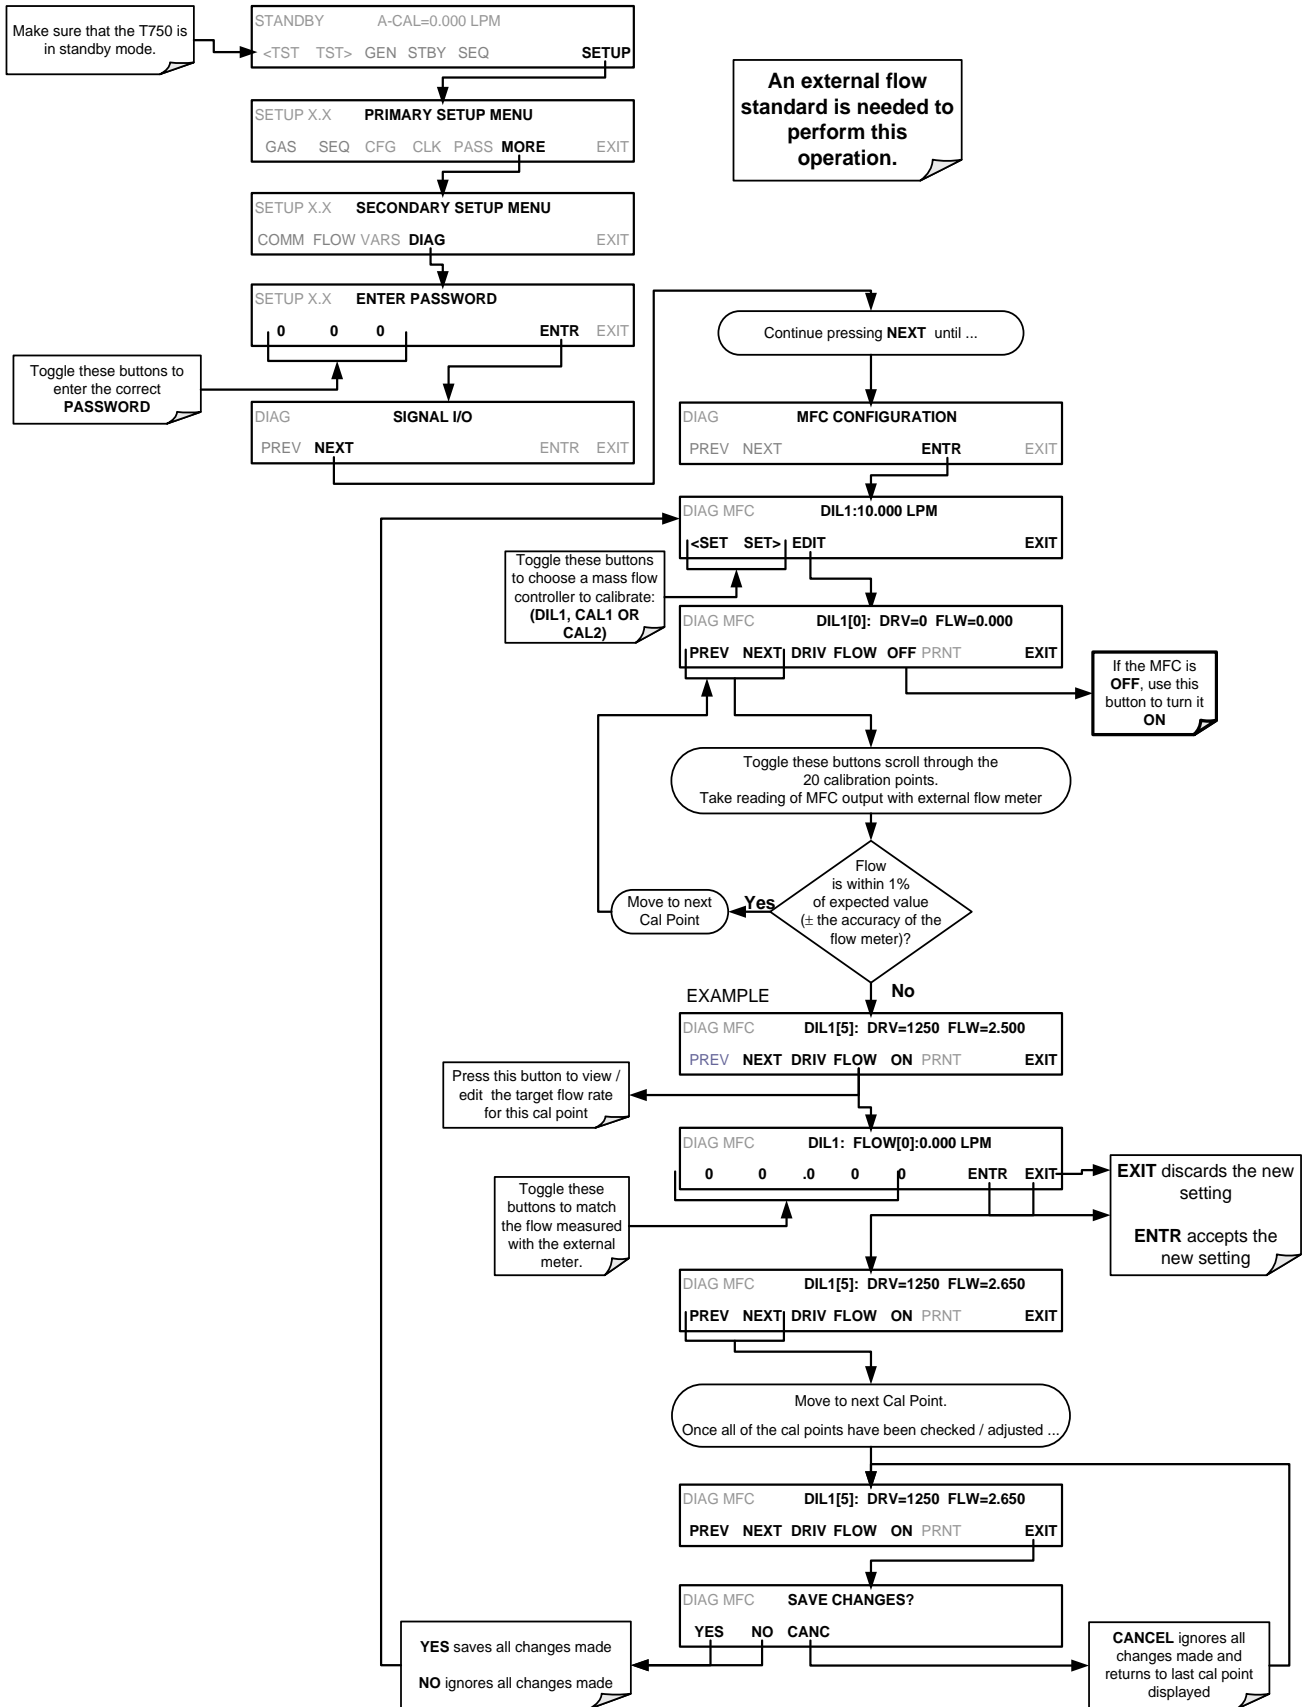 Make sure that the T750 is
in standby mode.
STANDBY A-CAL=0.000 LPM
<TST TST> GEN STBY SEQ SETUP
An external flow
standard is needed to
perform this
operation.
SETUP X.X PRIMARY SETUP MENU
GAS SEQ CFG CLK PASS MORE EXIT
SETUP X.X SECONDARY SETUP MENU
COMM FLOW VARS DIAG EXIT
SETUP X.X ENTER PASSWORD
0 0 0 ENTR EXIT
Toggle these buttons to
enter the correct
PASSWORD
DIAG SIGNAL I/O
PREV NEXT ENTR EXIT
Continue pressing NEXT until ...
DIAG MFC CONFIGURATION
PREV NEXT ENTR EXIT
DIAG MFC DIL1:10.000 LPM
<SET SET> EDIT EXIT
Toggle these buttons
to choose a mass flow
controller to calibrate:
(DIL1, CAL1 OR
CAL2)
DIAG MFC DIL1[0]: DRV=0 FLW=0.000
PREV NEXT DRIV FLOW OFF PRNT EXIT
If the MFC is
OFF, use this
button to turn it
ON
Toggle these buttons scroll through the
20 calibration points.
Take reading of MFC output with external flow meter
Flow
is within 1%
of expected value
(± the accuracy of the
flow meter)?
Yes
Move to next
Cal Point
No
EXAMPLE
DIAG MFC DIL1[5]: DRV=1250 FLW=2.500
PREV NEXT DRIV FLOW ON PRNT EXIT
Press this button to view /
edit the target flow rate
for this cal point
DIAG MFC DIL1: FLOW[0]:0.000 LPM
0 0 .0 0 0 ENTR EXIT
Toggle these
buttons to match
the flow measured
with the external
meter.
EXIT discards the new
setting
ENTR accepts the
new setting
DIAG MFC DIL1[5]: DRV=1250 FLW=2.650
PREV NEXT DRIV FLOW ON PRNT EXIT
Move to next Cal Point.
Once all of the cal points have been checked / adjusted ...
DIAG MFC DIL1[5]: DRV=1250 FLW=2.650
PREV NEXT DRIV FLOW ON PRNT EXIT
DIAG MFC SAVE CHANGES?
YES NO CANC
YES saves all changes made
NO ignores all changes made
CANCEL ignores all
changes made and
returns to last cal point
displayed